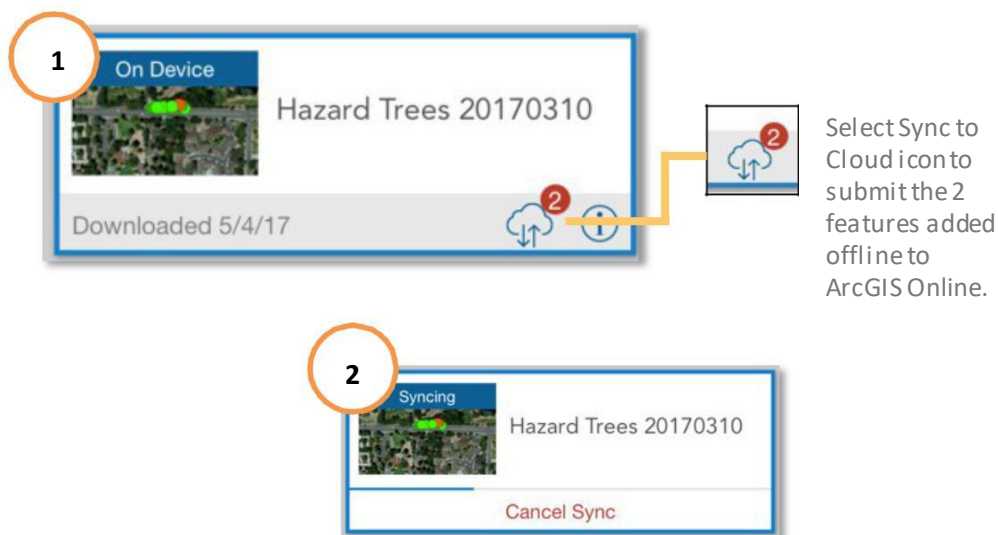 1
On Device
Hazard Trees 20170310
Downloaded 5/4/17
2
2
Select Sync to
Cloud icon to
submit the 2
features added
offline to
ArcGIS Online.
2
Syncing
Hazard Trees 20170310
Cancel Sync